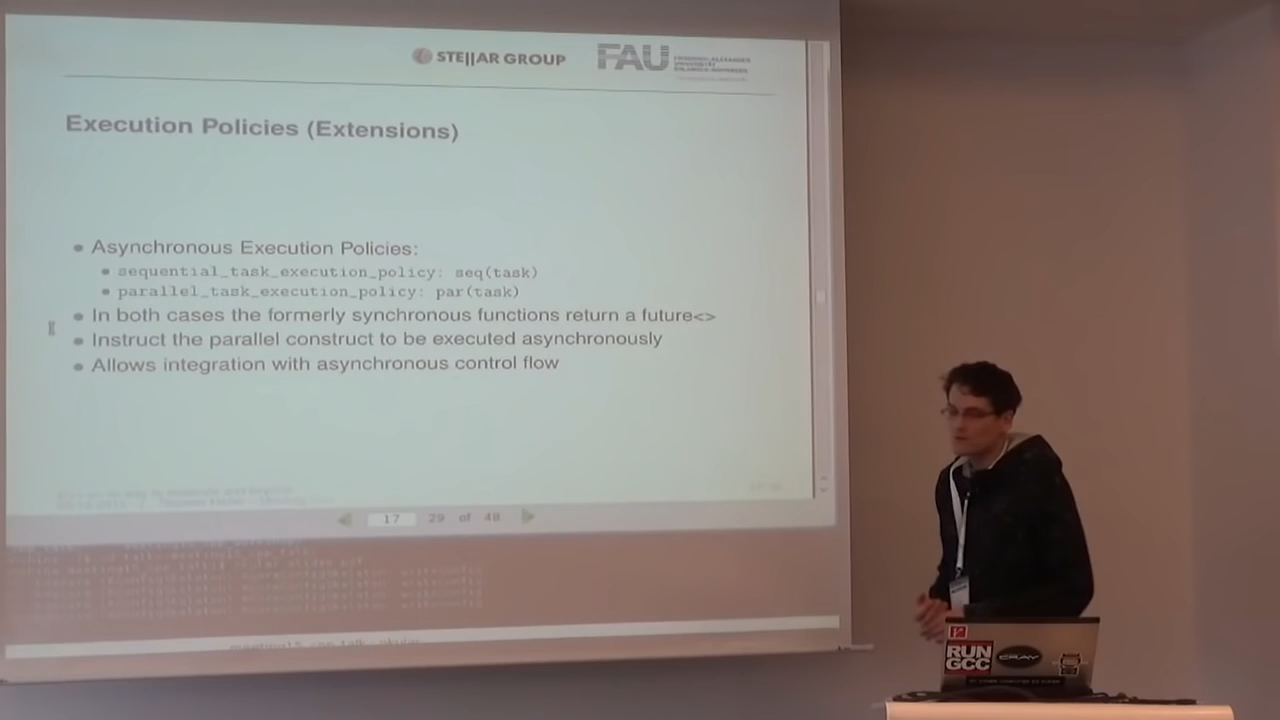 STE||AR GROUP
FAU
Execution Policies (Extensions)
Asynchronous Execution Policies:
sequential_task_execution_policy: seq(task)
parallel_task_execution_policy: par(task)
In both cases the formerly synchronous functions return a future<>
Instruct the parallel construct to be executed asynchronously
Allows integration with asynchronous control flow
17 29 of 48
RUN
GCC
CRAY